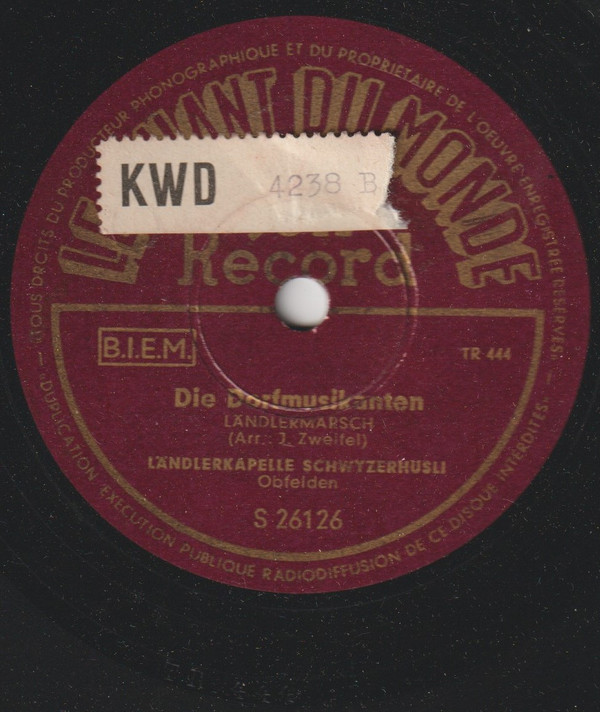 « — TOUS DROITS DU PRODUCTEUR PHONOGRAPHIQUE ET DU PROPRIETAIRE DE L'OEUVRE ENREGISTREE RESERVES —
LE CHANT DU MONDE
KWD 4238 B
Record
B.I.E.M.
TR 444
Die Dorfmusikanten
LÄNDLERMARSCH
(Arr.: J. Zweifel)
LÄNDLERKAPELLE SCHWYZERHÜSLI
Obfelden
S 26126
DUPLICATION EXECUTION PUBLIQUE RADIODIFFUSION DE CE DISQUE INTERDITES